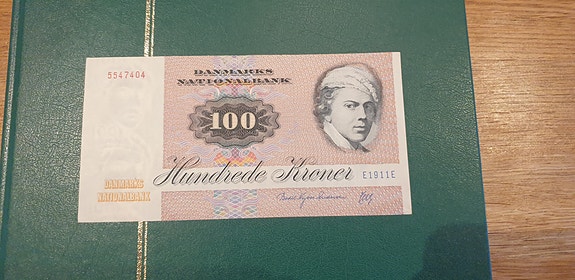 5547404
DANMARKS
NATIONALBANK
100
Hundrede Kroner
E1911E
DANMARKS
NATIONALBANK